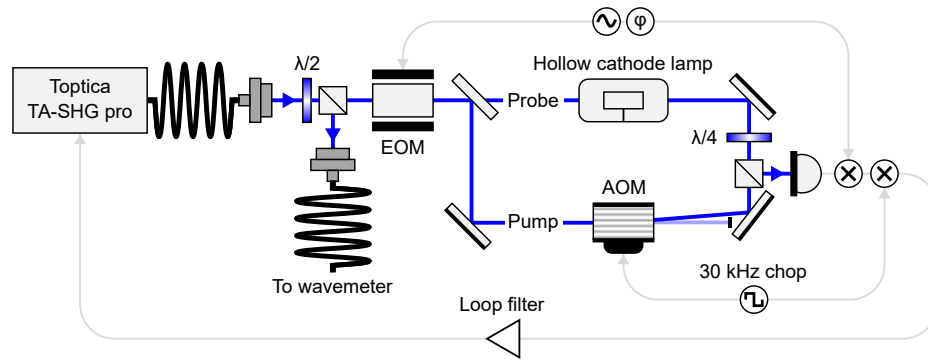 φ
λ/2
Hollow cathode lamp
Toptica
TA-SHG pro
Probe
λ/4
EOM
AOM
Pump
30 kHz chop
To wavemeter
Loop filter